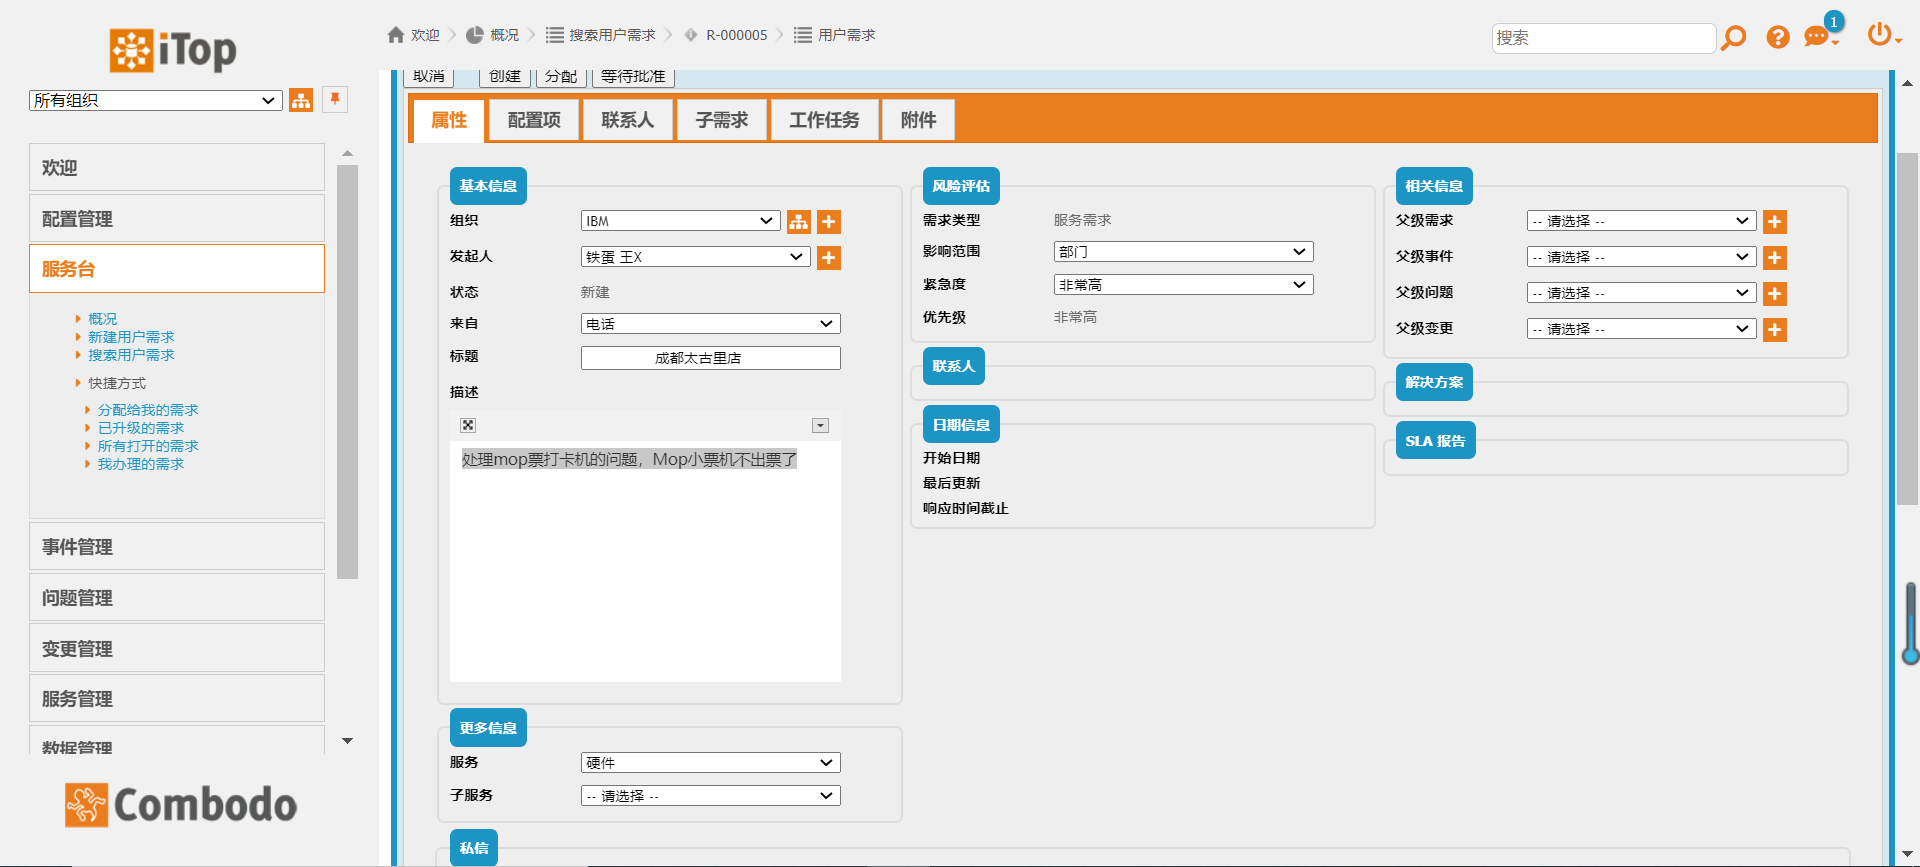 iTop
欢迎
概况
搜索用户需求
R-000005
用户需求
搜索
1
所有组织
欢迎
配置管理
服务台
概况
新建用户需求
搜索用户需求
快捷方式
分配给我的需求
已升级的需求
所有打开的需求
我办理的需求
事件管理
问题管理
变更管理
服务管理
数据管理
Combodo
取消
创建
分配
等待批准
属性
配置项
联系人
子需求
工作任务
附件
基本信息
组织
IBM
发起人
铁蛋 王X
状态
新建
来自
电话
标题
成都太古里店
描述
处理mop票打卡机的问题，Mop小票机不出票了
更多信息
服务
硬件
子服务
-- 请选择 --
私信
风险评估
需求类型
服务需求
影响范围
部门
紧急度
非常高
优先级
非常高
联系人
日期信息
开始日期
最后更新
响应时间截止
相关信息
父级需求
-- 请选择 --
父级事件
-- 请选择 --
父级问题
-- 请选择 --
父级变更
-- 请选择 --
解决方案
SLA 报告